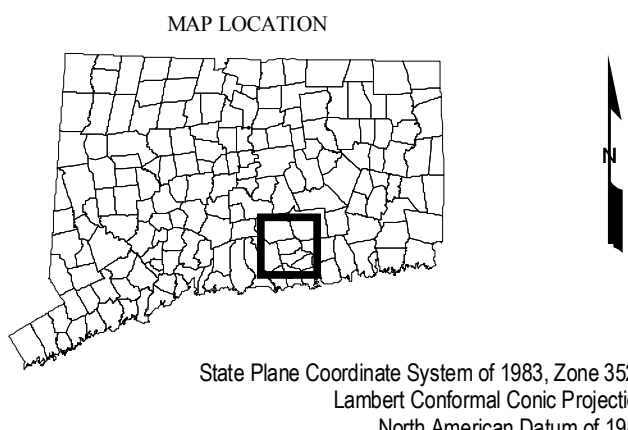 MAP LOCATION
N
State Plane Coordinate System of 1983, Zone
Lambert Conformal Conic
North American Datum of